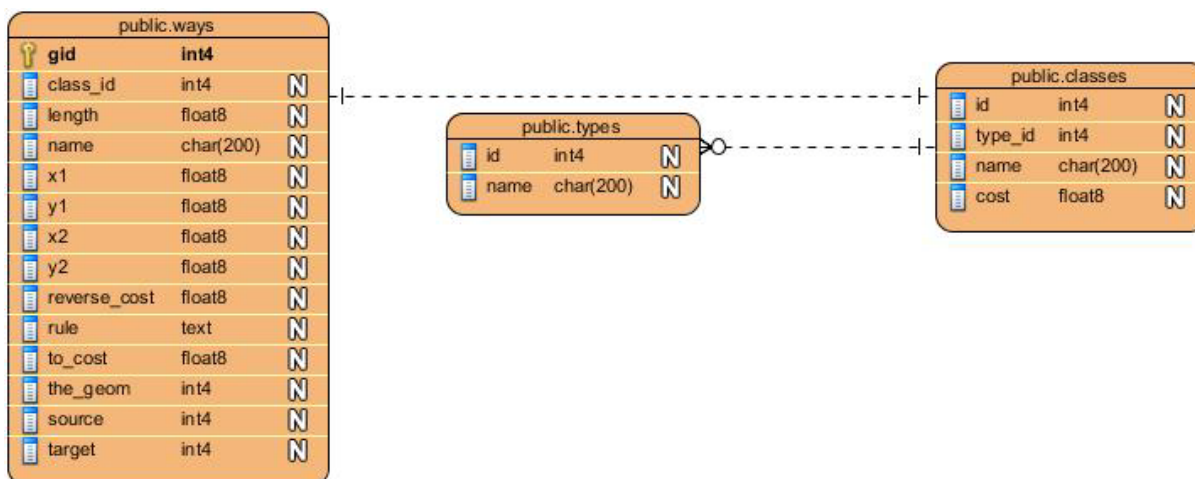 public.ways
gid int4
class_id int4 N
length float8 N
name char(200) N
x1 float8 N
y1 float8 N
x2 float8 N
y2 float8 N
reverse_cost float8 N
rule text N
to_cost float8 N
the_geom int4 N
source int4 N
target int4 N
public.types
id int4 N
name char(200) N
public.classes
id int4 N
type_id int4 N
name char(200) N
cost float8 N